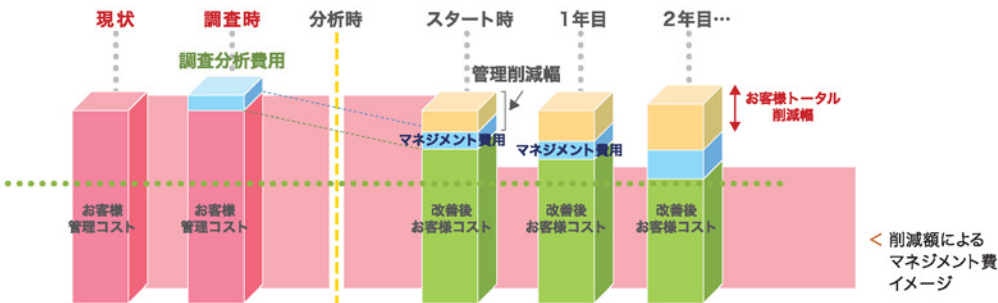 現状
調査時
分析時
スタート時
1年目
2年目…
調査分析費用
管理削減幅
お客様トータル
削減幅
マネジメント費用
マネジメント費用
お客様
管理コスト
お客様
管理コスト
改善後
お客様コスト
改善後
お客様コスト
改善後
お客様コスト
< 削減額による
マネジメント費
イメージ